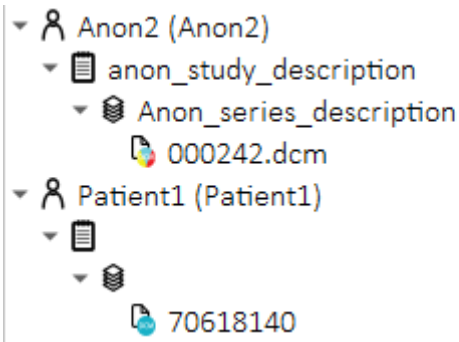 Anon2 (Anon2)
anon_study_description
Anon_series_description
000242.dcm
Patient1 (Patient1)
70618140